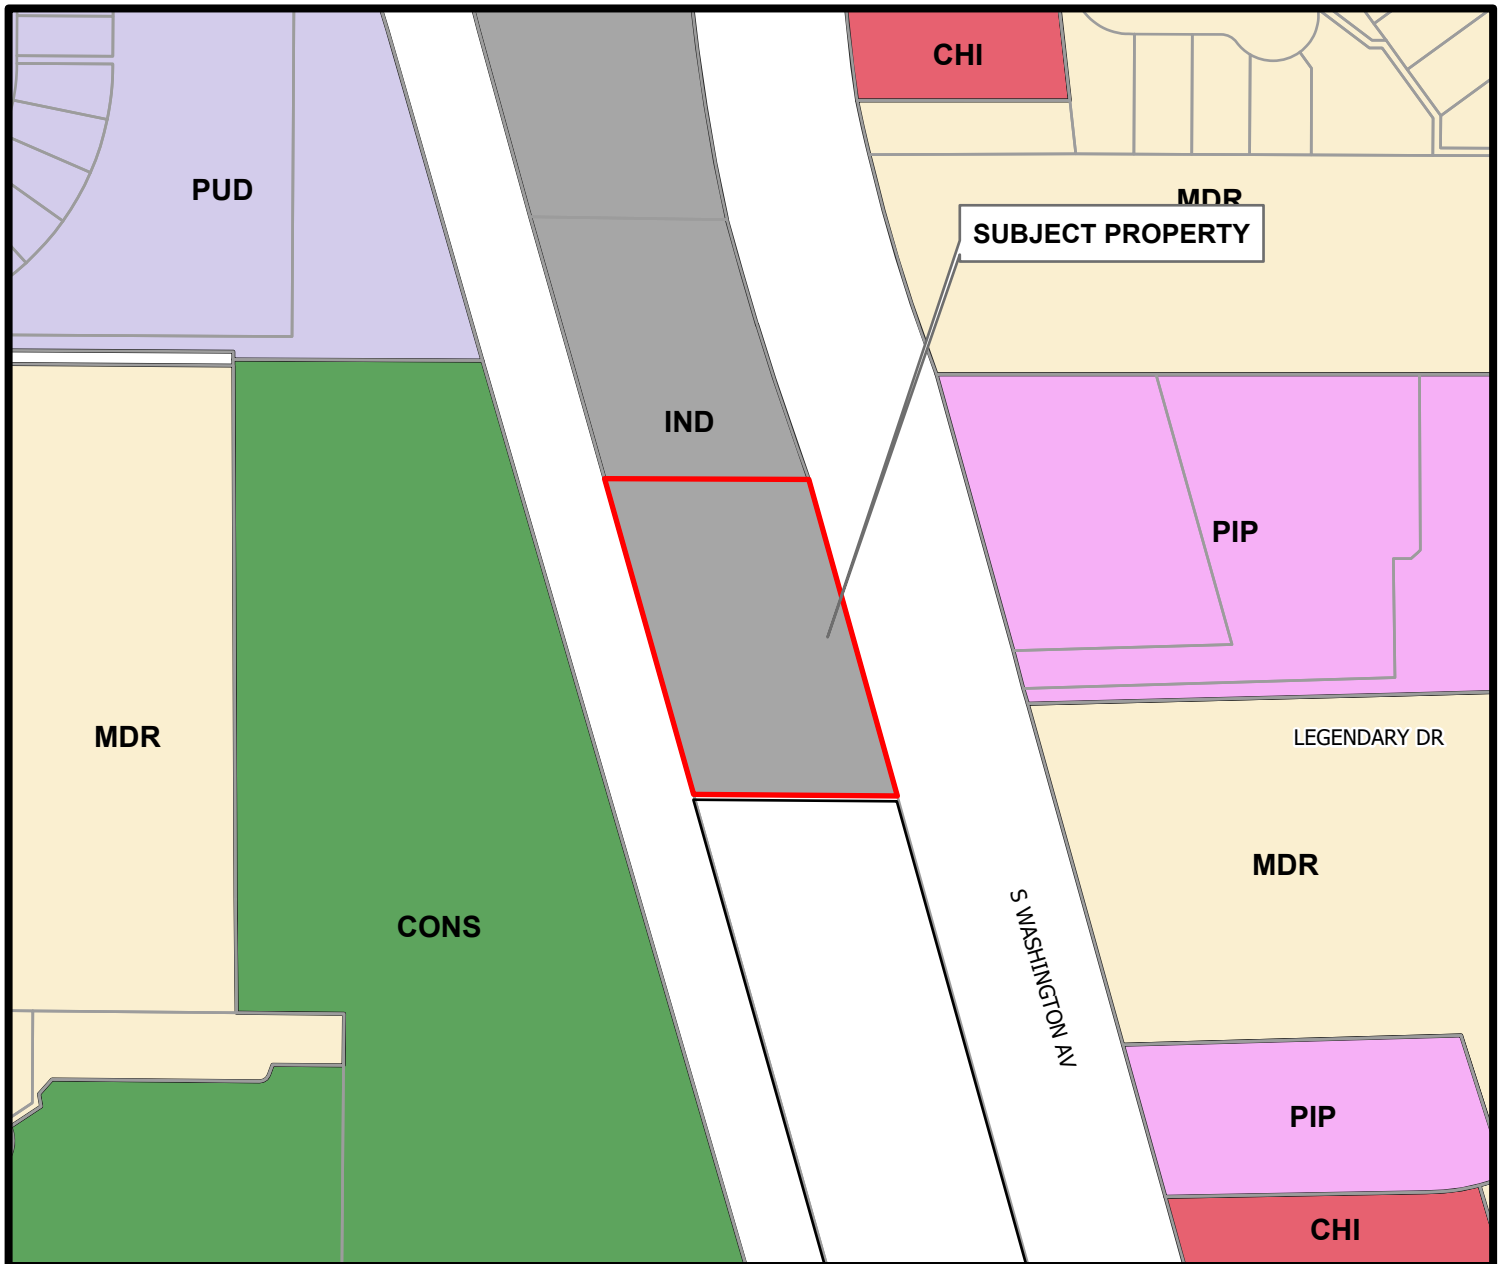 CHI
PUD
MDR
SUBJECT PROPERTY
IND
PIP
MDR
LEGENDARY DR
MDR
CONS
S WASHINGTON AV
PIP
CHI